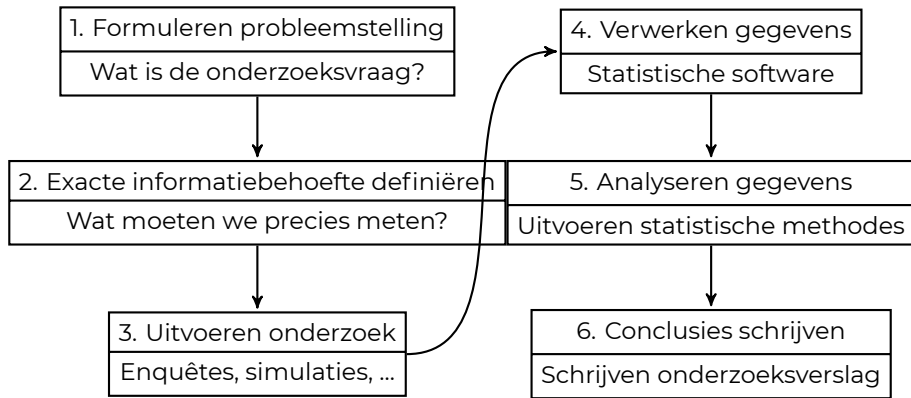 1. Formuleren probleemstelling
Wat is de onderzoeksvraag?
2. Exacte informatiebehoefte definiëren
Wat moeten we precies meten?
3. Uitvoeren onderzoek
Enquêtes, simulaties, ...
4. Verwerken gegevens
Statistische software
5. Analyseren gegevens
Uitvoeren statistische methodes
6. Conclusies schrijven
Schrijven onderzoeksverslag